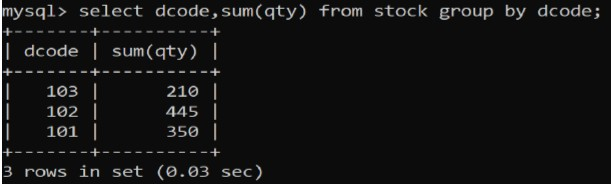 mysql> select dcode,sum(qty) from stock group by dcode;
+-------+----------+
| dcode | sum(qty) |
+-------+----------+
|   103 |      210 |
|   102 |      445 |
|   101 |      350 |
+-------+----------+
3 rows in set (0.03 sec)